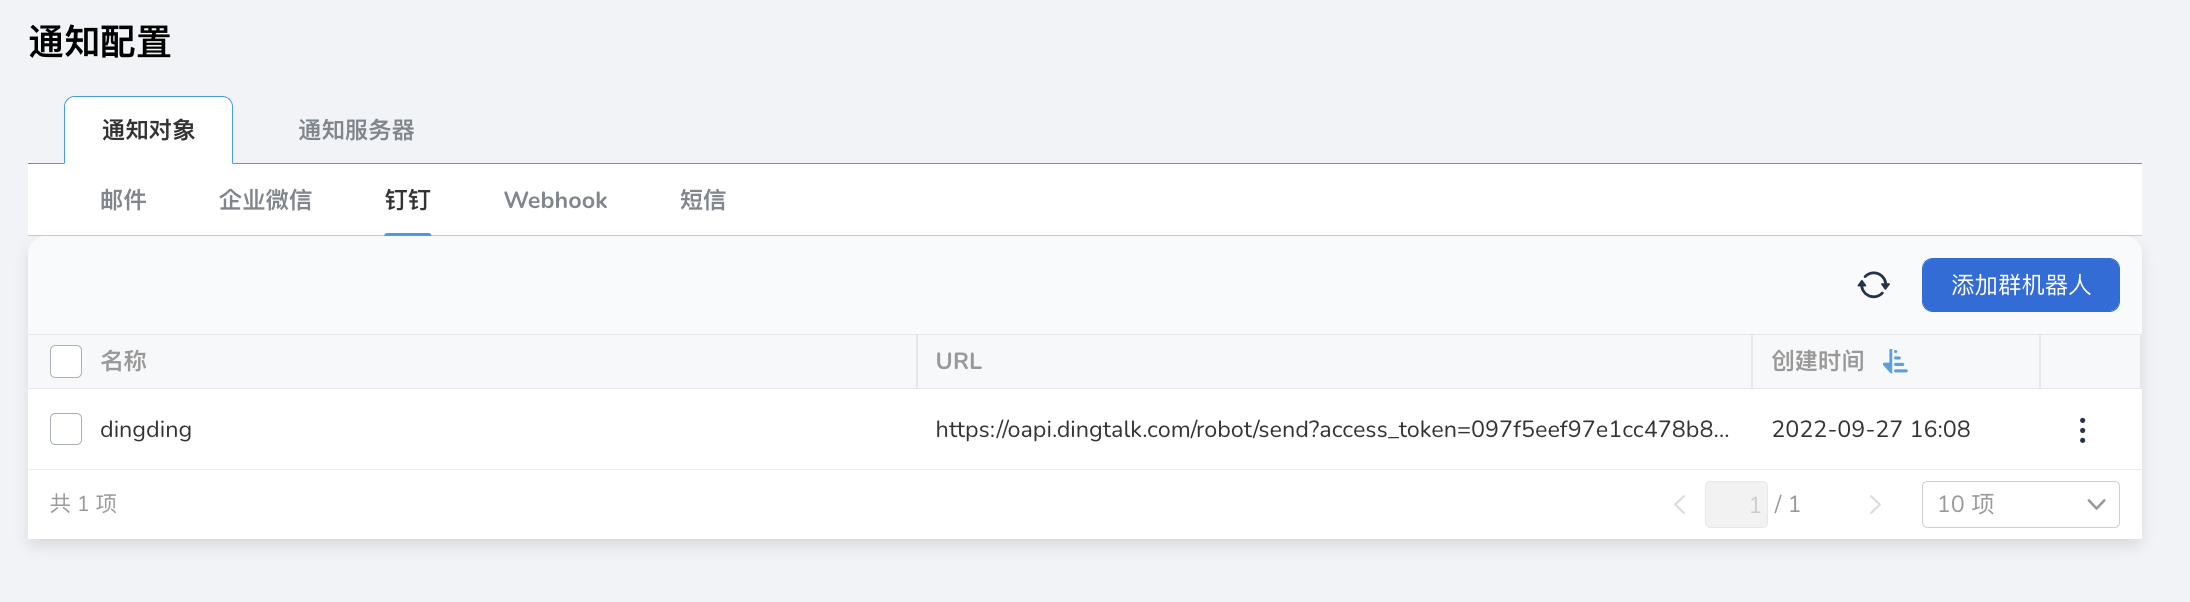 通知配置
通知对象 通知服务器
邮件 企业微信 钉钉 Webhook 短信
添加群机器人
名称 URL 创建时间
dingding https://oapi.dingtalk.com/robot/send?access_token=097f5eef97e1cc478b8... 2022-09-27 16:08
共 1 项 1 / 1 10 项